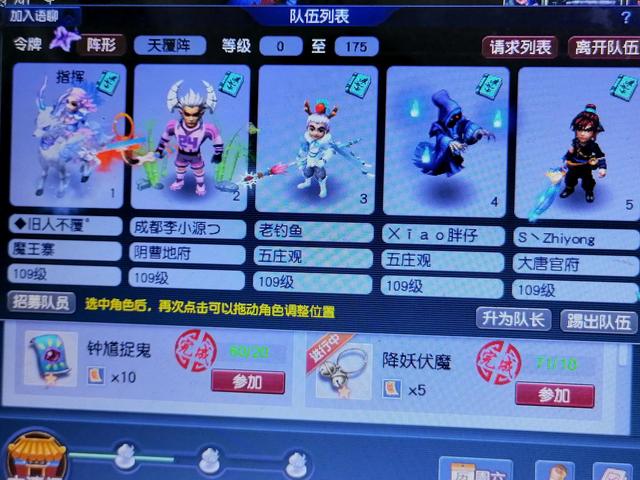 加入语聊
队伍列表
?
令牌 阵形 天覆阵 等级 0 至 175 请求列表 离开队伍
指挥
1 2 3 4 5
◆旧人不覆° 成都李小源つ 老钓鱼 Xīao胖仔 S丶Zhiyong
魔王寨 阴曹地府 五庄观 五庄观 大唐官府
109级 109级 109级 109级 109级
招募队员 选中角色后，再次点击可以拖动角色调整位置 升为队长 踢出队伍
钟馗捉鬼 完成 60/20 进行中 降妖伏魔 完成 71/10
x10 参加 x5 参加